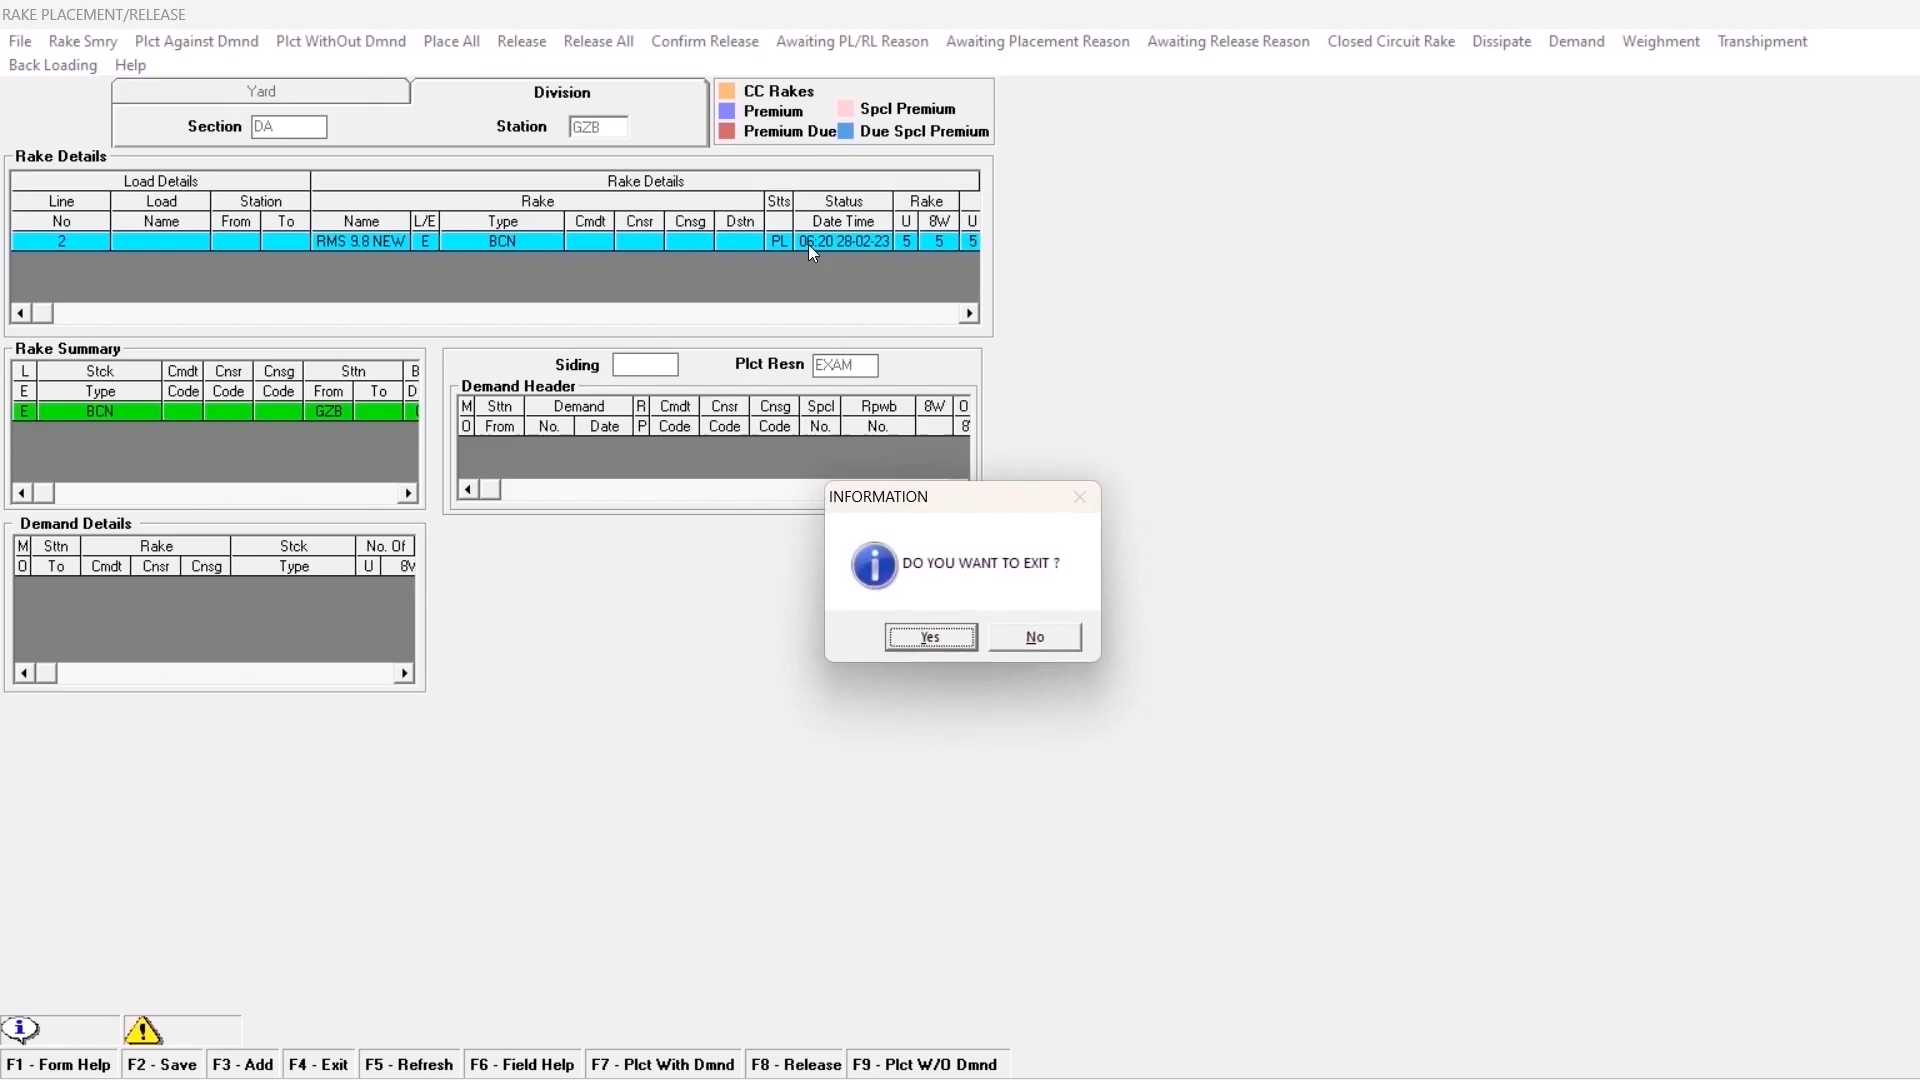 RAKE PLACEMENT/RELEASE
File Rake Smry Plct Against Dmnd Plct WithOut Dmnd Place All Release Release All Confirm Release Awaiting PL/RL Reason Awaiting Placement Reason Awaiting Release Reason Closed Circuit Rake Dissipate Demand Weighment Transhipment
Back Loading Help
Yard Division
Section DA Station GZB
CC Rakes
Premium Spcl Premium
Premium Due Due Spcl Premium
Rake Details
Load Details Rake Details
Line Load Station Rake Stts Status Rake
No Name From To Name L/E Type Cmdt Cnsr Cnsg Dstn Date Time U 8W U
2 RMS 9.8 NEW E BCN PL 06:20 28-02-23 5 5 5
Rake Summary
L Stck Cmdt Cnsr Cnsg Sttn B
E Type Code Code Code From To D
E BCN GZB
Siding Plct Resn EXAM
Demand Header
M Sttn Demand R Cmdt Cnsr Cnsg Spcl Rpwb 8W O
O From No. Date P Code Code Code No. No. 8
Demand Details
M Sttn Rake Stck No. Of
O To Cmdt Cnsr Cnsg Type U 8W
INFORMATION
DO YOU WANT TO EXIT ?
Yes No
F1 - Form Help F2 - Save F3 - Add F4 - Exit F5 - Refresh F6 - Field Help F7 - Plct With Dmnd F8 - Release F9 - Plct W/O Dmnd